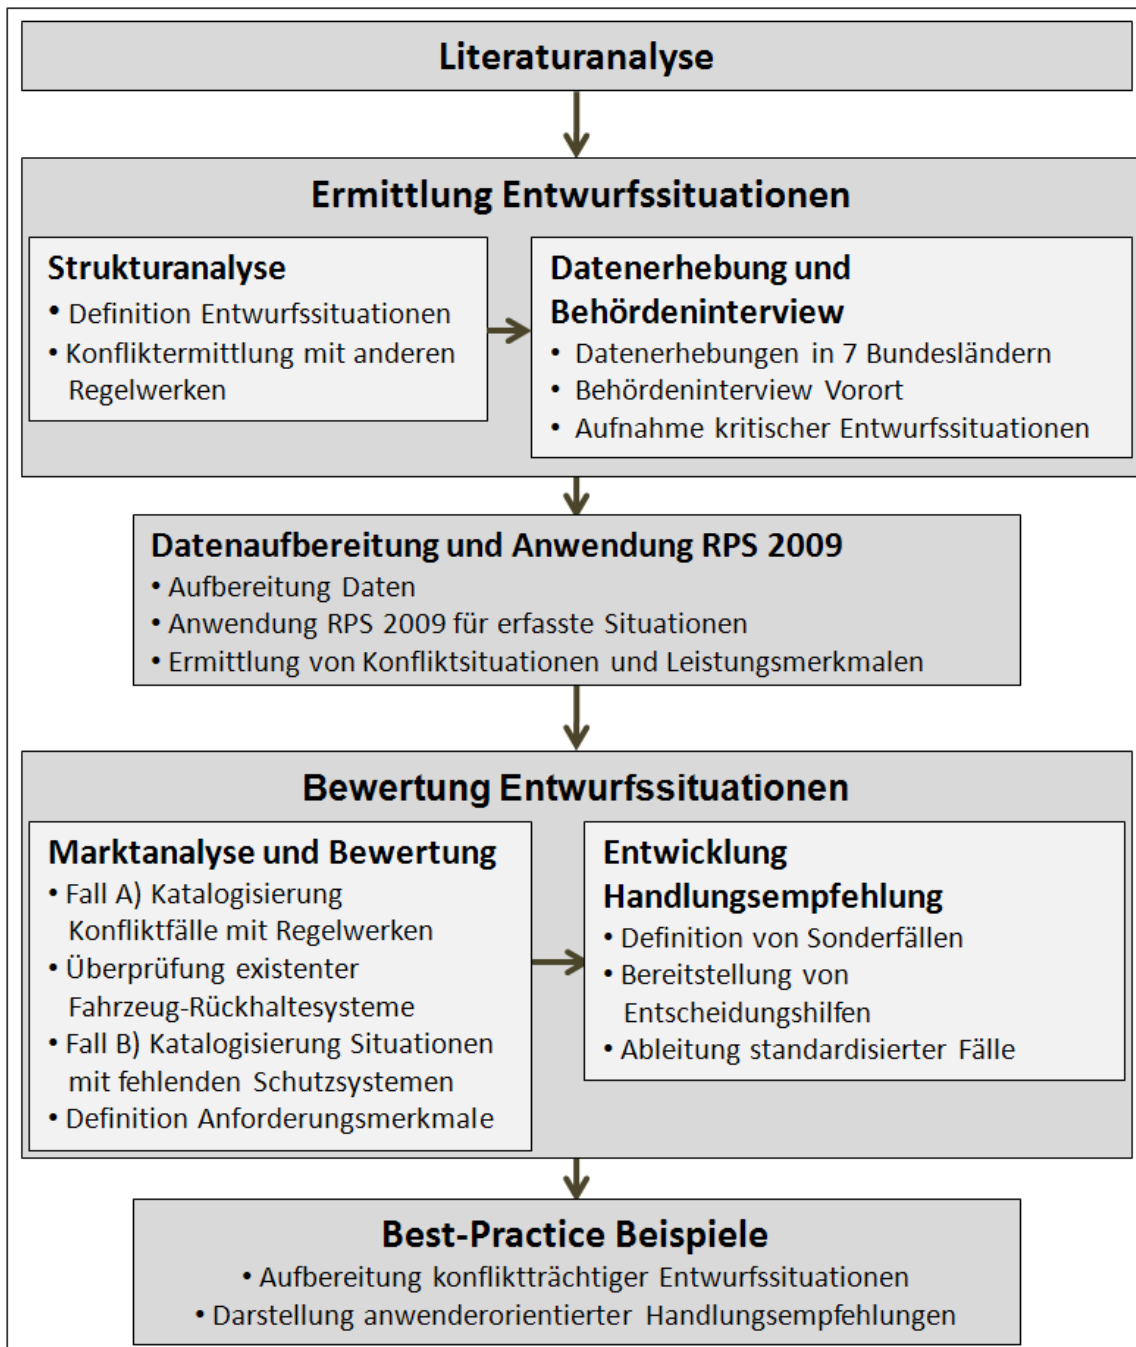 Literaturanalyse
Ermittlung Entwurfssituationen
Strukturanalyse
• Definition Entwurfssituationen
• Konfliktermittlung mit anderen
Regelwerken
Datenerhebung und
Behördeninterview
• Datenerhebungen in 7 Bundesländern
• Behördeninterview Vorort
• Aufnahme kritischer Entwurfssituationen
Datenaufbereitung und Anwendung RPS 2009
• Aufbereitung Daten
• Anwendung RPS 2009 für erfasste Situationen
• Ermittlung von Konfliktsituationen und Leistungsmerkmalen
Bewertung Entwurfssituationen
Marktanalyse und Bewertung
• Fall A) Katalogisierung
Konfliktfälle mit Regelwerken
• Überprüfung existenter
Fahrzeug-Rückhaltesysteme
• Fall B) Katalogisierung Situationen
mit fehlenden Schutzsystemen
• Definition Anforderungsmerkmale
Entwicklung
Handlungsempfehlung
• Definition von Sonderfällen
• Bereitstellung von
Entscheidungshilfen
• Ableitung standardisierter Fälle
Best-Practice Beispiele
• Aufbereitung konfliktträchtiger Entwurfssituationen
• Darstellung anwenderorientierter Handlungsempfehlungen